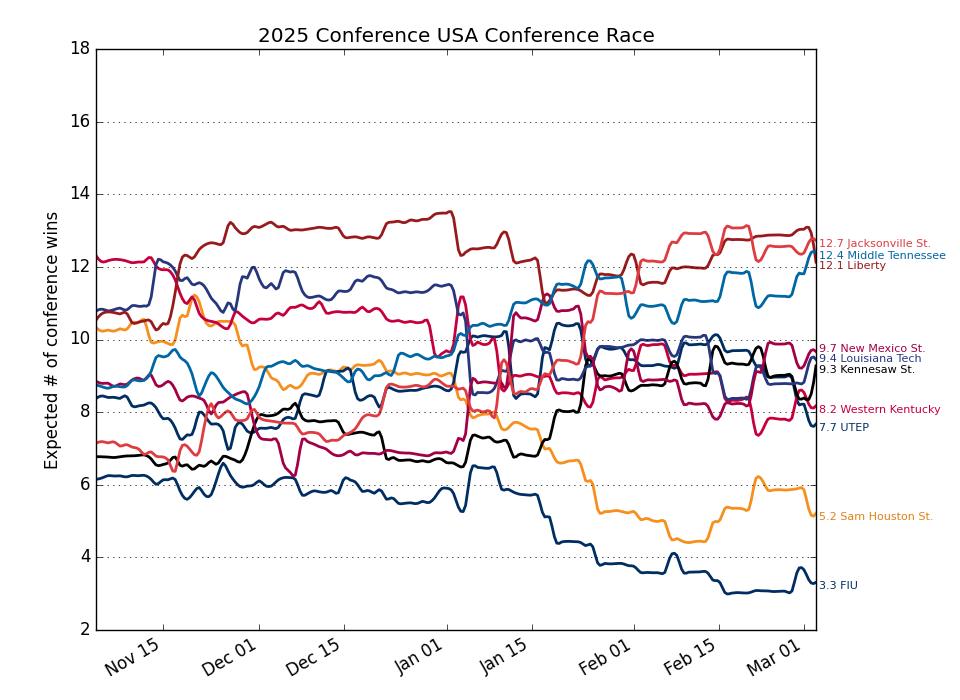 2025 Conference USA Conference Race
Expected # of conference wins
18
16
14
12
10
8
6
4
2
12.7 Jacksonville St.
12.4 Middle Tennessee
12.1 Liberty
9.7 New Mexico St.
9.4 Louisiana Tech
9.3 Kennesaw St.
8.2 Western Kentucky
7.7 UTEP
5.2 Sam Houston St.
3.3 FIU
Nov 15
Dec 01
Dec 15
Jan 01
Jan 15
Feb 01
Feb 15
Mar 01